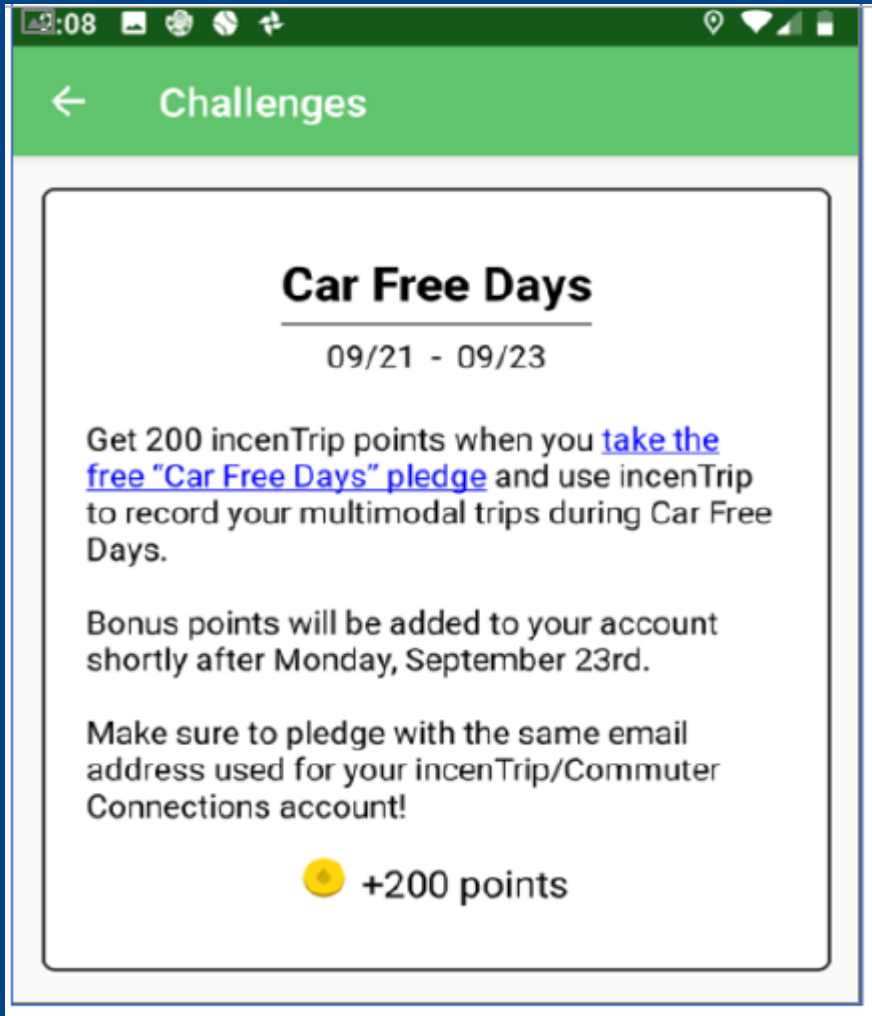 :08
Challenges
Car Free Days
09/21 - 09/23
Get 200 incenTrip points when you take the
free “Car Free Days” pledge and use incenTrip
to record your multimodal trips during Car Free
Days.
Bonus points will be added to your account
shortly after Monday, September 23rd.
Make sure to pledge with the same email
address used for your incenTrip/Commuter
Connections account!
+200 points